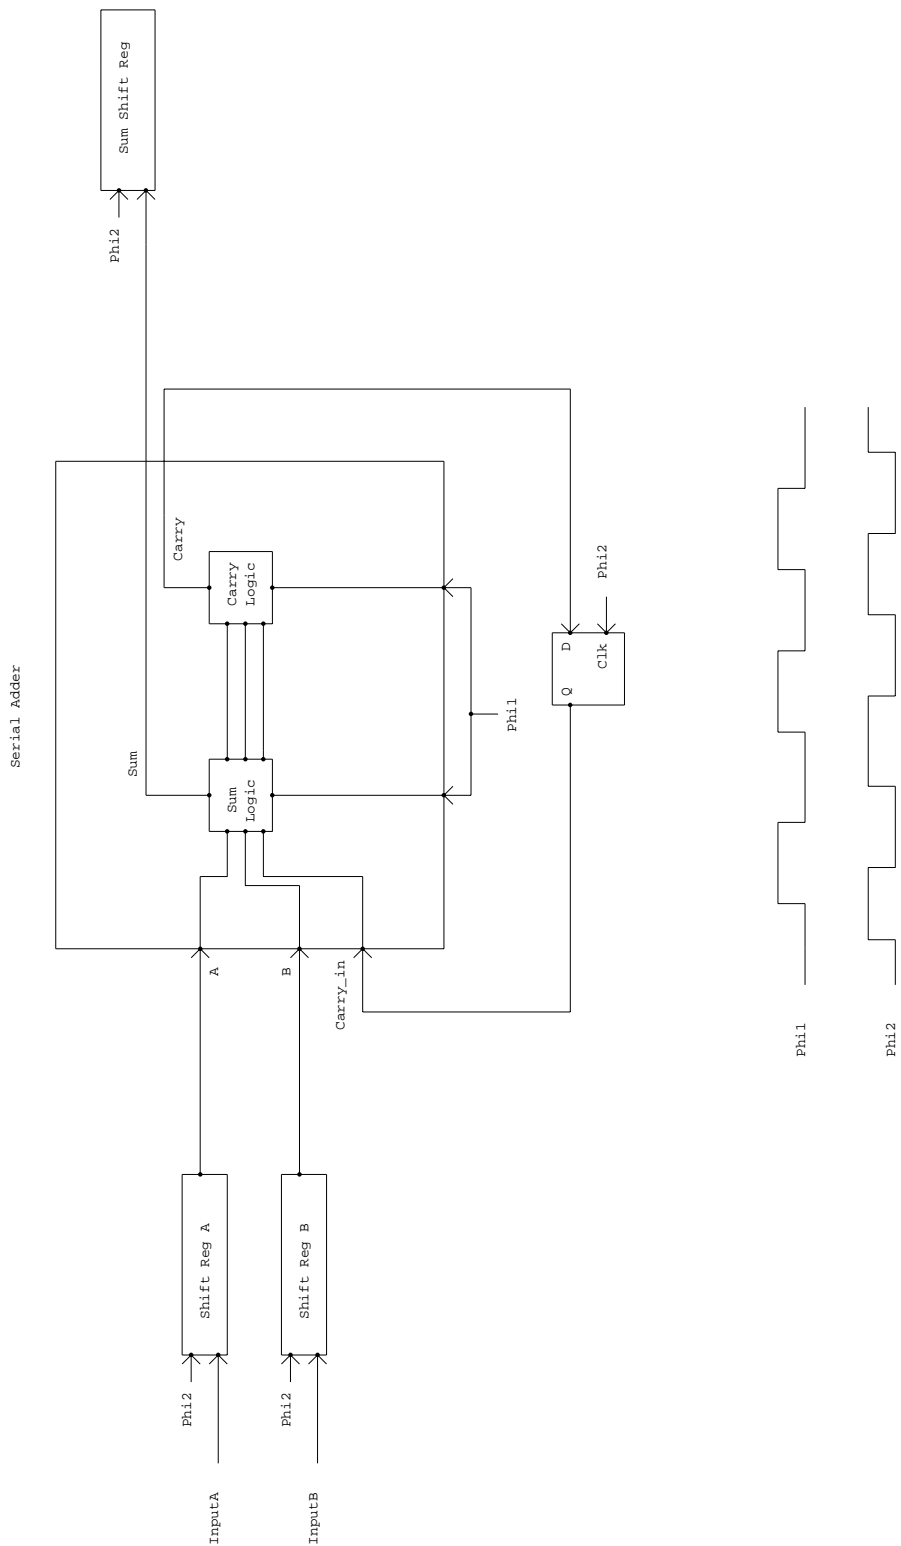 Serial Adder
InputA
Phi2
Shift Reg A
InputB
Phi2
Shift Reg B
A
B
Carry_in
Sum
Sum
Logic
Carry
Carry
Logic
Phi1
Phi2
Sum Shift Reg
Q
D
Clk
Phi2
Phi1
Phi2